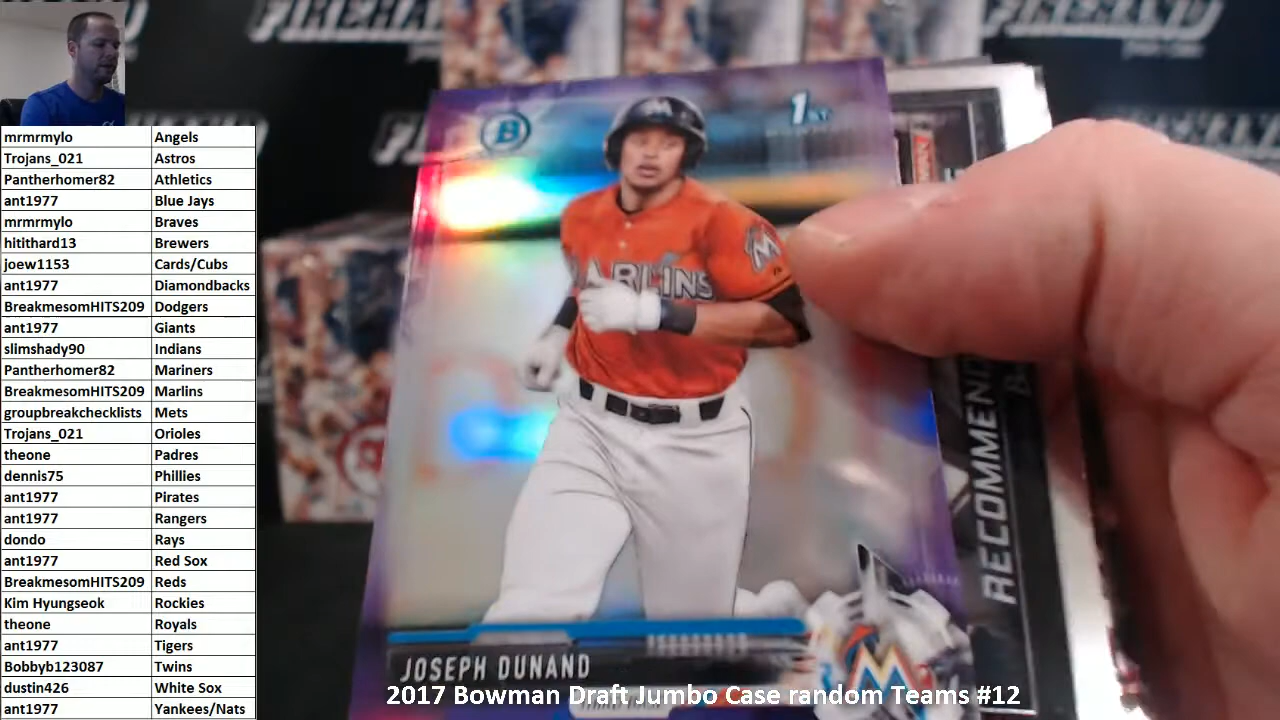 mrmrmylo Angels
Trojans_021 Astros
Pantherhomer82 Athletics
ant1977 Blue Jays
mrmrmylo Braves
hitithard13 Brewers
joew1153 Cards/Cubs
ant1977 Diamondbacks
BreakmesomHITS209 Dodgers
ant1977 Giants
slimshady90 Indians
Pantherhomer82 Mariners
BreakmesomHITS209 Marlins
groupbreakchecklists Mets
Trojans_021 Orioles
theone Padres
dennis75 Phillies
ant1977 Pirates
ant1977 Rangers
dondo Rays
ant1977 Red Sox
BreakmesomHITS209 Reds
Kim Hyungseok Rockies
theone Royals
ant1977 Tigers
Bobbyb123087 Twins
dustin426 White Sox
ant1977 Yankees/Nats
B
1st
M
MARLINS
RECOMMEN
JOSEPH DUNAND
M
2017 Bowman Draft Jumbo Case random Teams #12